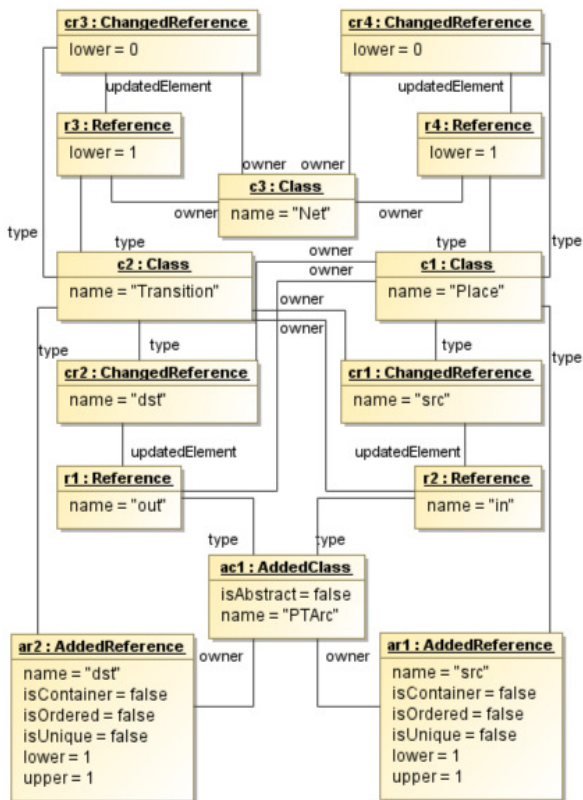 cr3 : ChangedReference
lower = 0
cr4 : ChangedReference
lower = 0
updatedElement
updatedElement
r3 : Reference
lower = 1
r4 : Reference
lower = 1
owner
owner
c3 : Class
name = "Net"
owner
owner
type
type
type
type
c2 : Class
name = "Transition"
owner
owner
c1 : Class
name = "Place"
owner
owner
type
type
type
type
cr2 : ChangedReference
name = "dst"
cr1 : ChangedReference
name = "src"
updatedElement
updatedElement
r1 : Reference
name = "out"
r2 : Reference
name = "in"
type
type
ac1 : AddedClass
isAbstract = false
name = "PTArc"
owner
owner
ar2 : AddedReference
name = "dst"
isContainer = false
isOrdered = false
isUnique = false
lower = 1
upper = 1
ar1 : AddedReference
name = "src"
isContainer = false
isOrdered = false
isUnique = false
lower = 1
upper = 1